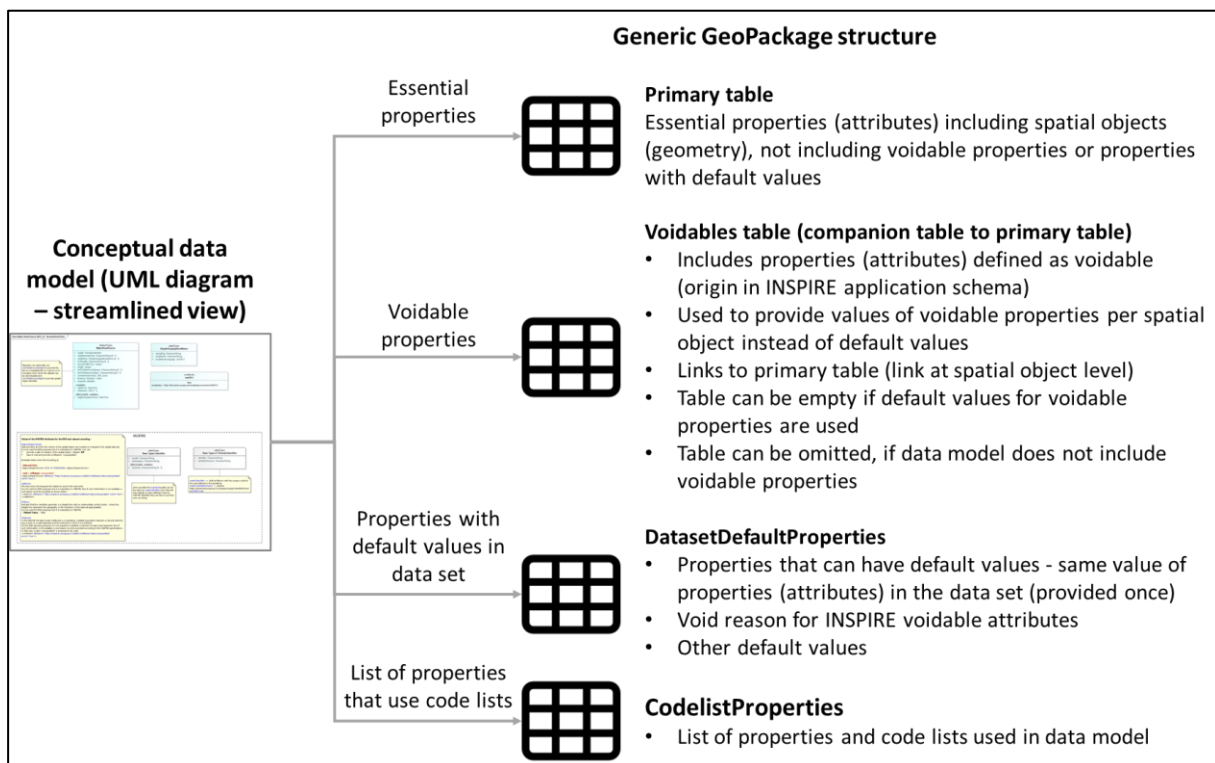 Generic GeoPackage structure
Essential
properties
Primary table
Essential properties (attributes) including spatial objects
(geometry), not including voidable properties or properties
with default values
Conceptual data
model (UML diagram
– streamlined view)
Voidable
properties
Voidables table (companion table to primary table)
• Includes properties (attributes) defined as voidable
(origin in INSPIRE application schema)
• Used to provide values of voidable properties per spatial
object instead of default values
• Links to primary table (link at spatial object level)
• Table can be empty if default values for voidable
properties are used
• Table can be omitted, if data model does not include
voidable properties
Properties with
default values in
data set
DatasetDefaultProperties
• Properties that can have default values - same value of
properties (attributes) in the data set (provided once)
• Void reason for INSPIRE voidable attributes
• Other default values
List of properties
that use code lists
CodelistProperties
• List of properties and code lists used in data model